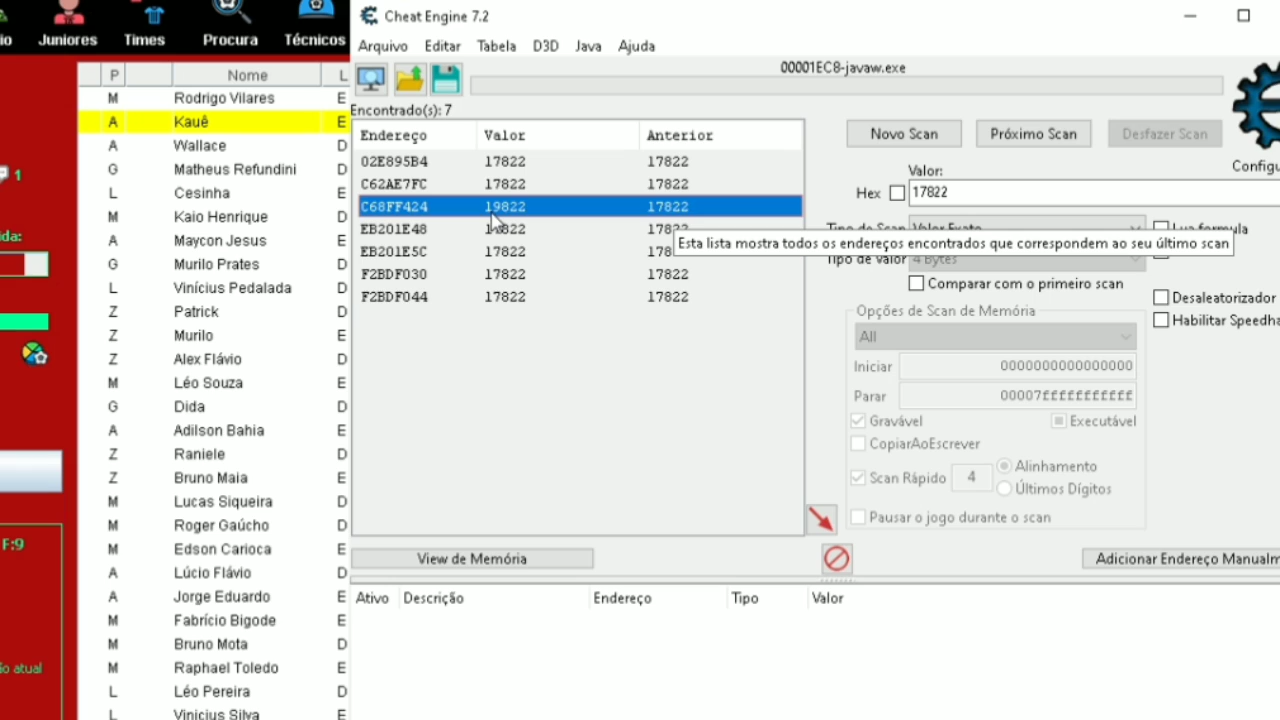 io Juniores Times Procura Técnicos
1
ida:
F:9
ão atual
P Nome L
M Rodrigo Vilares E
A Kauê E
A Wallace D
G Matheus Refundini D
L Cesinha E
M Kaio Henrique D
A Maycon Jesus E
G Murilo Prates D
L Vinícius Pedalada D
Z Patrick D
Z Murilo E
Z Alex Flávio D
M Léo Souza E
G Dida D
A Adilson Bahia E
Z Raniele D
Z Bruno Maia E
M Lucas Siqueira D
M Roger Gaúcho D
M Edson Carioca E
A Lúcio Flávio D
A Jorge Eduardo E
M Fabrício Bigode E
M Bruno Mota D
M Raphael Toledo E
L Léo Pereira D
L Vinicius Silva E
Cheat Engine 7.2
Arquivo Editar Tabela D3D Java Ajuda
00001EC8-javaw.exe
Encontrado(s): 7
Endereço Valor Anterior
02E895B4 17822 17822
C62AE7FC 17822 17822
C68FF424 19822 17822
EB201E48 17822
EB201E5C 17822 178
F2BDF030 17822 17822
F2BDF044 17822 17822
Esta lista mostra todos os endereços encontrados que correspondem ao seu último scan
Novo Scan Próximo Scan Desfazer Scan
Configu
Valor:
Hex 17822
Tipo de Scan Valor Exato Lua formula
Tipo de Valor 4 Bytes
Comparar com o primeiro scan
Opções de Scan de Memória
All
Iniciar 0000000000000000
Parar 00007fffffffffff
Gravável Executável
CopiarAoEscrever
Scan Rápido 4 Alinhamento
Últimos Dígitos
Pausar o jogo durante o scan
Desaleatorizador
Habilitar Speedha
View de Memória
Adicionar Endereço Manualm
Ativo Descrição Endereço Tipo Valor